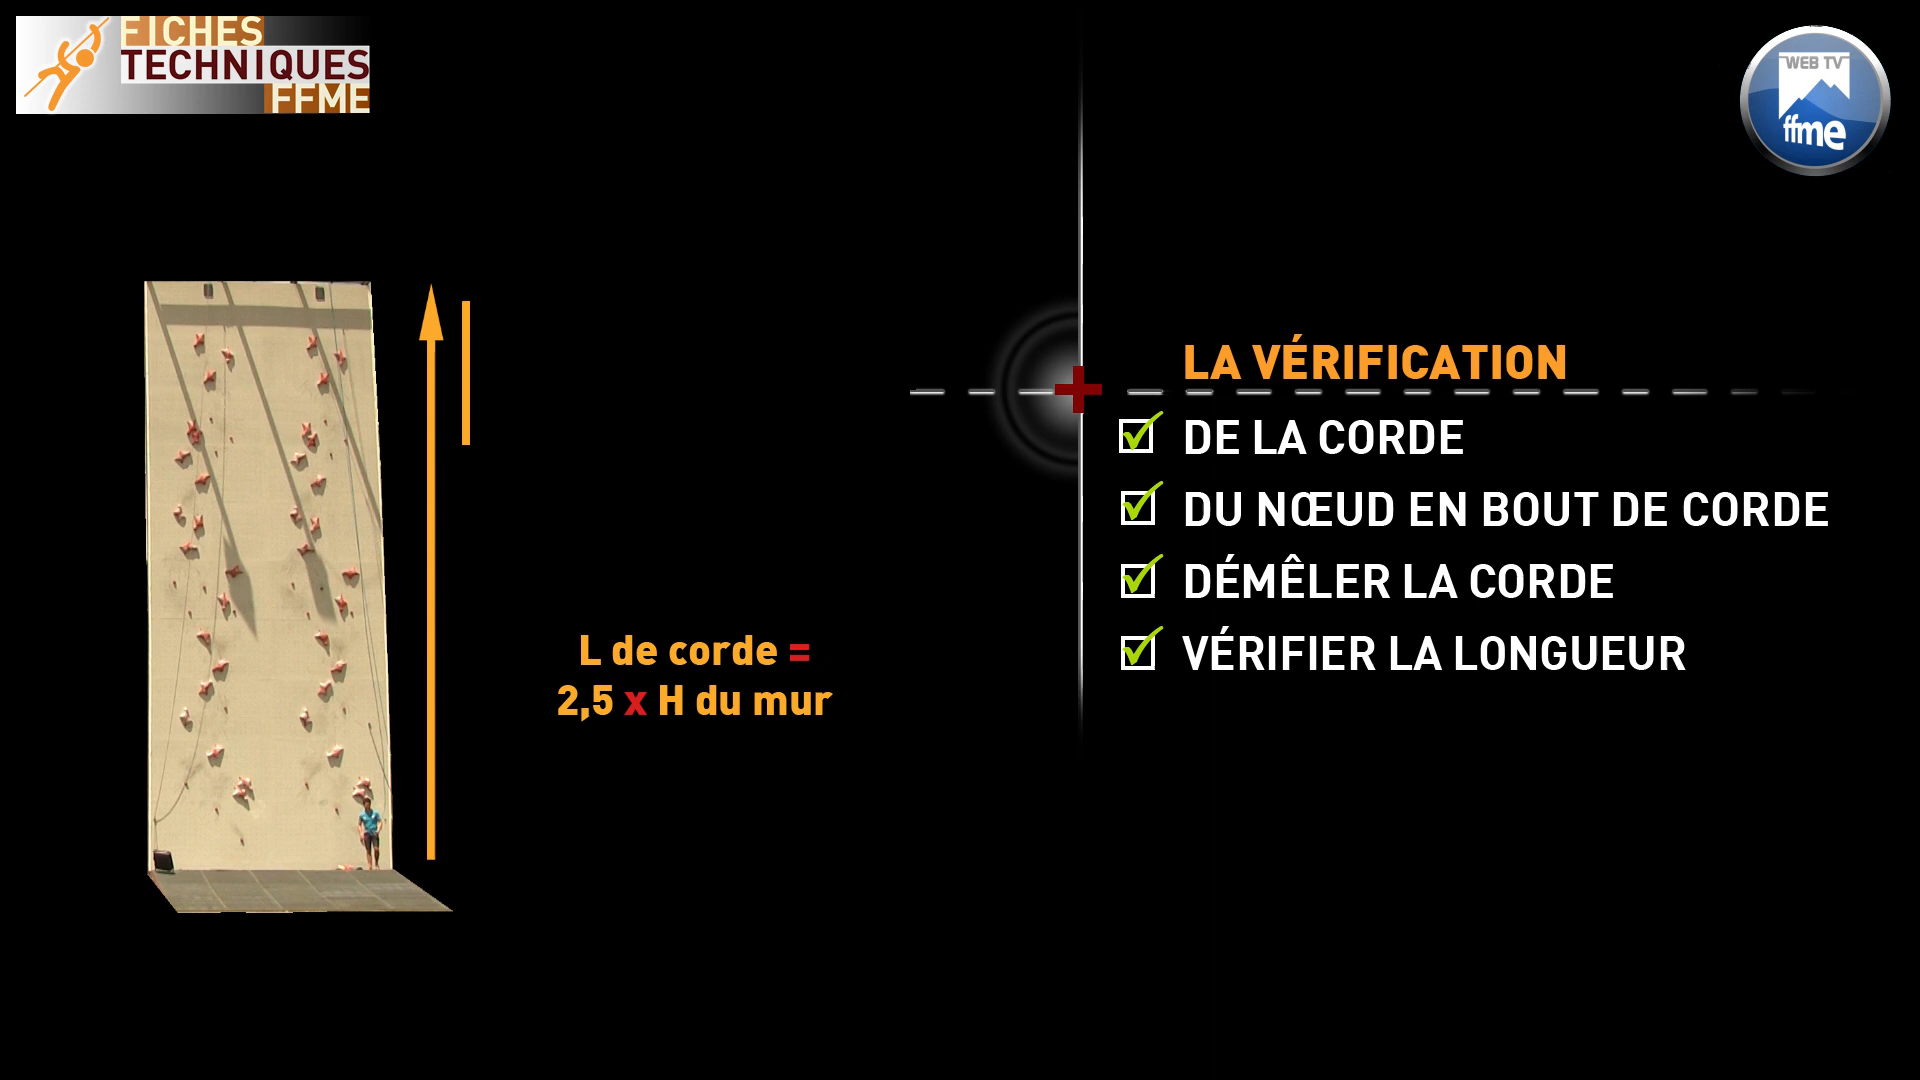 FICHES
TECHNIQUES
FFME
WEB TV
ffme
LA VÉRIFICATION
DE LA CORDE
DU NŒUD EN BOUT DE CORDE
DÉMÊLER LA CORDE
VÉRIFIER LA LONGUEUR
L de corde =
2,5 x H du mur